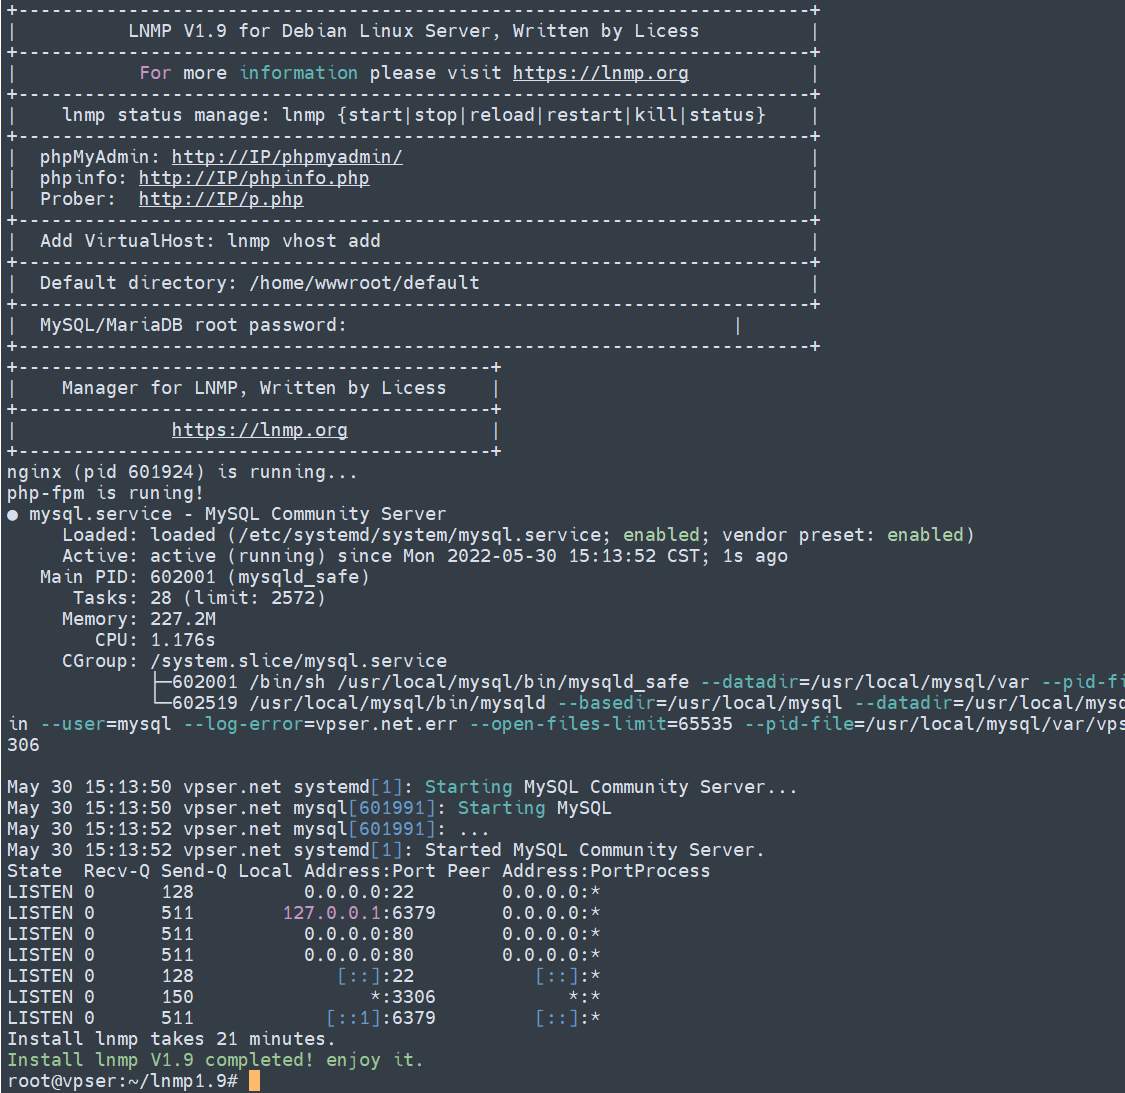 +------------------------------------------------------------------------+
|          LNMP V1.9 for Debian Linux Server, Written by Licess          |
+------------------------------------------------------------------------+
|           For more information please visit https://lnmp.org           |
+------------------------------------------------------------------------+
|    lnmp status manage: lnmp {start|stop|reload|restart|kill|status}    |
+------------------------------------------------------------------------+
|  phpMyAdmin: http://IP/phpmyadmin/                                     |
|  phpinfo: http://IP/phpinfo.php                                        |
|  Prober:  http://IP/p.php                                              |
+------------------------------------------------------------------------+
|  Add VirtualHost: lnmp vhost add                                       |
+------------------------------------------------------------------------+
|  Default directory: /home/wwwroot/default                              |
+------------------------------------------------------------------------+
|  MySQL/MariaDB root password:                                   |
+------------------------------------------------------------------------+
+-------------------------------------------+
|    Manager for LNMP, Written by Licess    |
+-------------------------------------------+
|              https://lnmp.org             |
+-------------------------------------------+
nginx (pid 601924) is running...
php-fpm is runing!
● mysql.service - MySQL Community Server
     Loaded: loaded (/etc/systemd/system/mysql.service; enabled; vendor preset: enabled)
     Active: active (running) since Mon 2022-05-30 15:13:52 CST; 1s ago
   Main PID: 602001 (mysqld_safe)
      Tasks: 28 (limit: 2572)
     Memory: 227.2M
        CPU: 1.176s
     CGroup: /system.slice/mysql.service
             ├─602001 /bin/sh /usr/local/mysql/bin/mysqld_safe --datadir=/usr/local/mysql/var --pid-fi
             └─602519 /usr/local/mysql/bin/mysqld --basedir=/usr/local/mysql --datadir=/usr/local/mysq
in --user=mysql --log-error=vpser.net.err --open-files-limit=65535 --pid-file=/usr/local/mysql/var/vps
306

May 30 15:13:50 vpser.net systemd[1]: Starting MySQL Community Server...
May 30 15:13:50 vpser.net mysql[601991]: Starting MySQL
May 30 15:13:52 vpser.net mysql[601991]: ...
May 30 15:13:52 vpser.net systemd[1]: Started MySQL Community Server.
State  Recv-Q Send-Q Local Address:Port Peer Address:PortProcess
LISTEN 0      128          0.0.0.0:22        0.0.0.0:*
LISTEN 0      511        127.0.0.1:6379      0.0.0.0:*
LISTEN 0      511          0.0.0.0:80        0.0.0.0:*
LISTEN 0      511          0.0.0.0:80        0.0.0.0:*
LISTEN 0      128             [::]:22           [::]:*
LISTEN 0      150                *:3306            *:*
LISTEN 0      511            [::1]:6379         [::]:*
Install lnmp takes 21 minutes.
Install lnmp V1.9 completed! enjoy it.
root@vpser:~/lnmp1.9#